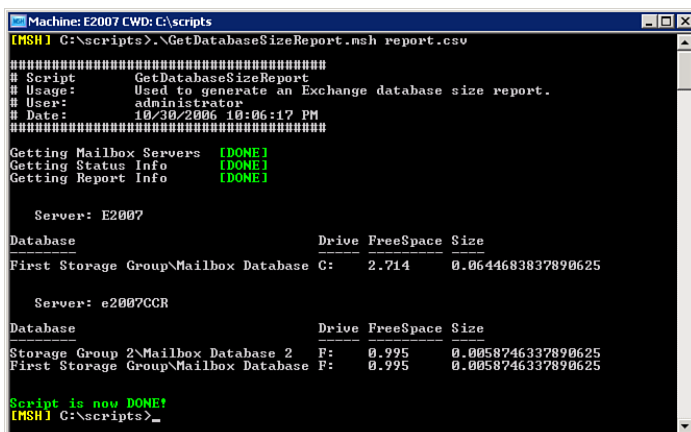 Machine: E2007 CWD: C:\scripts
[MSH] C:\scripts>.\GetDatabaseSizeReport.msh report.csv
########################################
# Script GetDatabaseSizeReport
# Usage: Used to generate an Exchange database size report.
# User: administrator
# Date: 10/30/2006 10:06:17 PM
########################################
Getting Mailbox Servers [DONE]
Getting Status Info [DONE]
Getting Report Info [DONE]
Server: E2007
Database Drive FreeSpace Size
-------- ----- --------- ----
First Storage Group\Mailbox Database C: 2.714 0.0644683837890625
Server: e2007CCR
Database Drive FreeSpace Size
-------- ----- --------- ----
Storage Group 2\Mailbox Database 2 F: 0.995 0.0058746337890625
First Storage Group\Mailbox Database F: 0.995 0.0058746337890625
Script is now DONE!
[MSH] C:\scripts>_